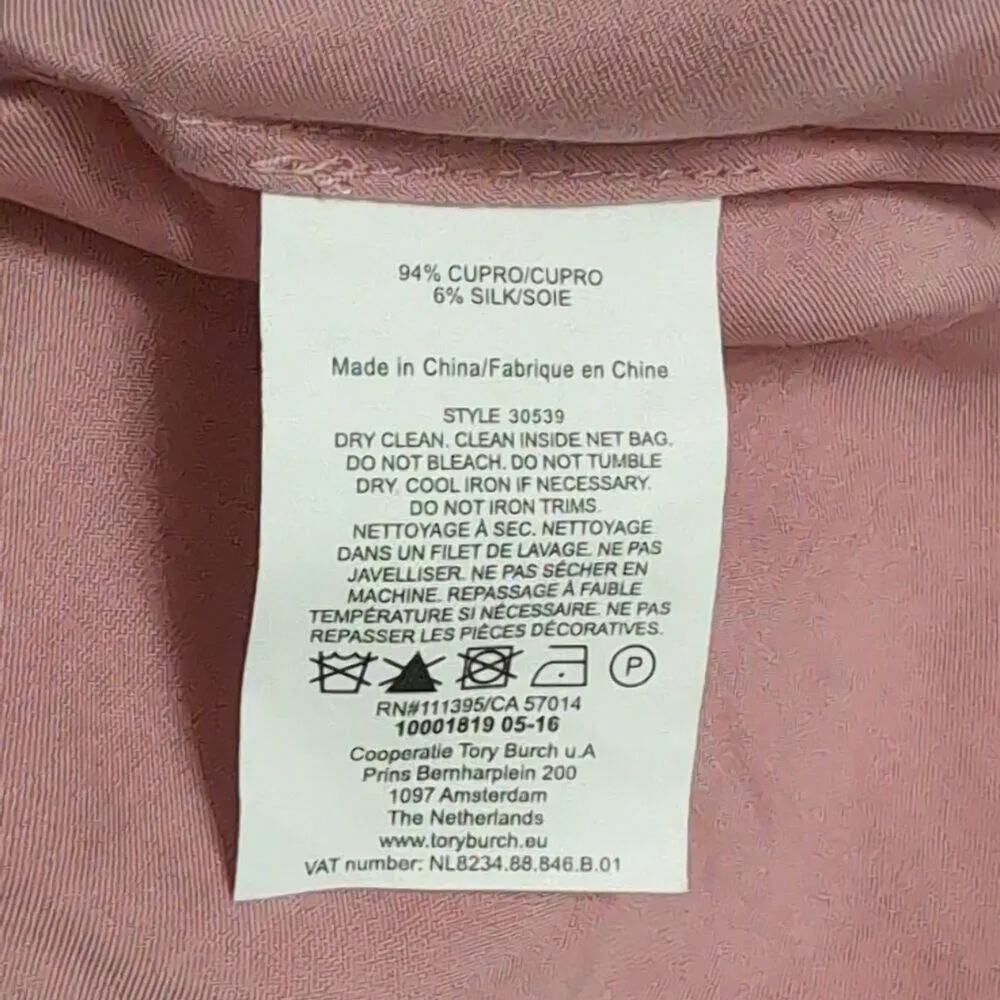 94% CUPRO/CUPRO
6% SILK/SOIE
Made in China/Fabrique en Chine
STYLE 30539
DRY CLEAN. CLEAN INSIDE NET BAG.
DO NOT BLEACH. DO NOT TUMBLE
DRY. COOL IRON IF NECESSARY.
DO NOT IRON TRIMS.
NETTOYAGE À SEC. NETTOYAGE
DANS UN FILET DE LAVAGE. NE PAS
JAVELLISER. NE PAS SÉCHER EN
MACHINE. REPASSAGE À FAIBLE
TEMPÉRATURE SI NÉCESSAIRE. NE PAS
REPASSER LES PIÈCES DÉCORATIVES.
P
RN#111395/CA 57014
10001819 05-16
Cooperatie Tory Burch u.A
Prins Bernharplein 200
1097 Amsterdam
The Netherlands
www.toryburch.eu
VAT number: NL8234.88.846.B.01